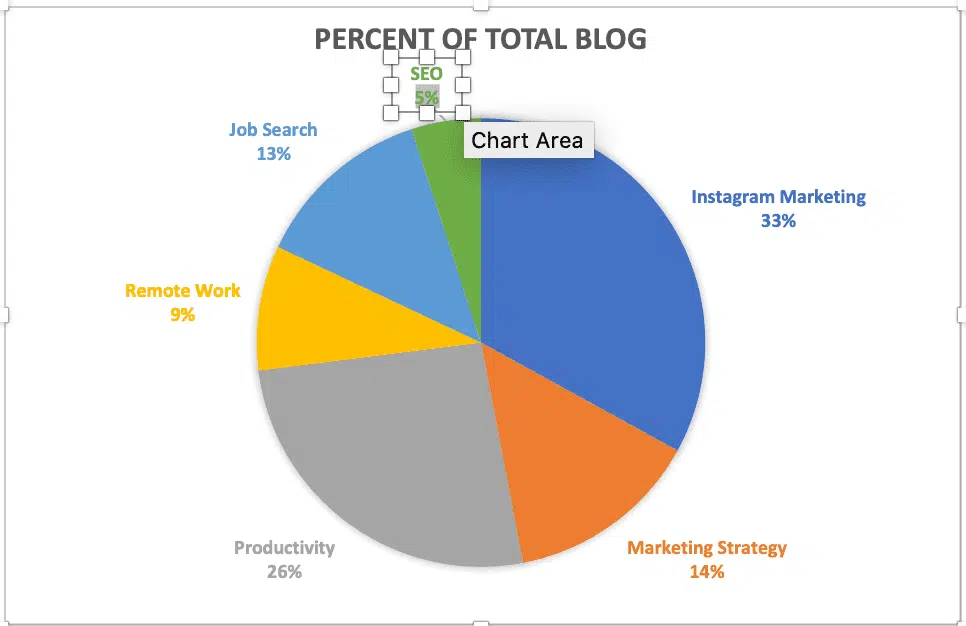 PERCENT OF TOTAL BLOG
SEO
5%
Chart Area
Job Search
13%
Instagram Marketing
33%
Remote Work
9%
Productivity
26%
Marketing Strategy
14%